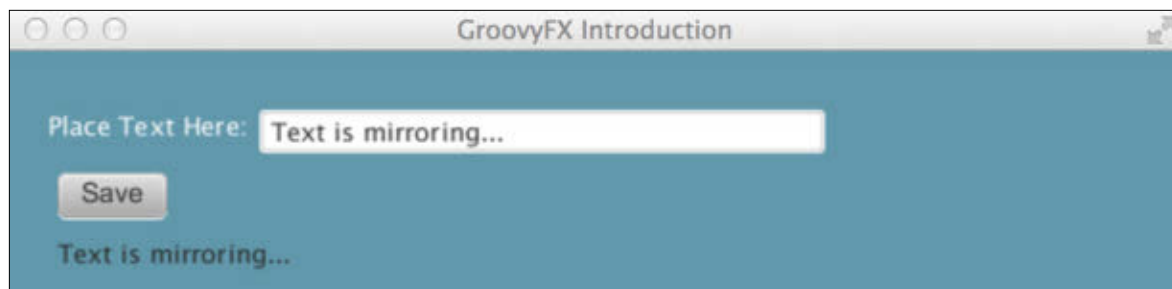 GroovyFX Introduction
Place Text Here: Text is mirroring...
Save
Text is mirroring...